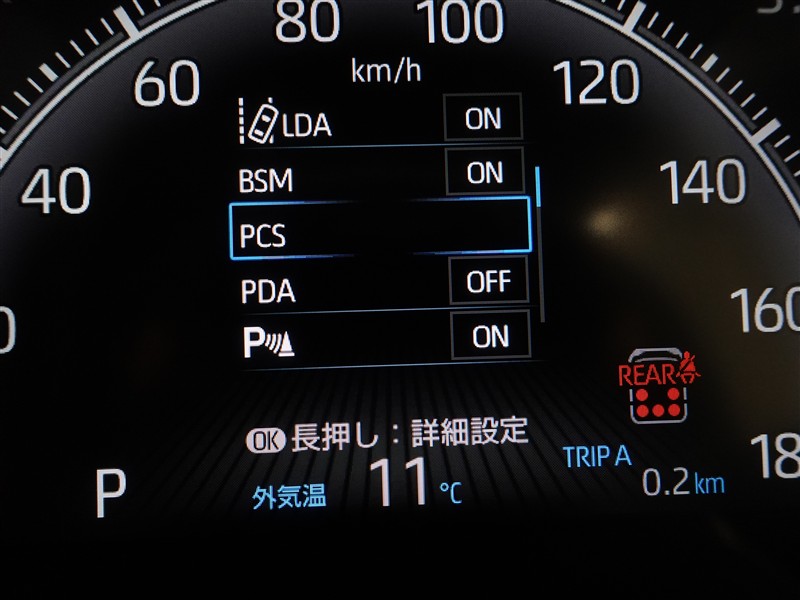 80
100
km/h
60
120
LDA ON
40
BSM ON
140
PCS
PDA OFF
160
P ON
REAR
OK 長押し：詳細設定
TRIP A
18
P
外気温 11 ℃
0.2 km